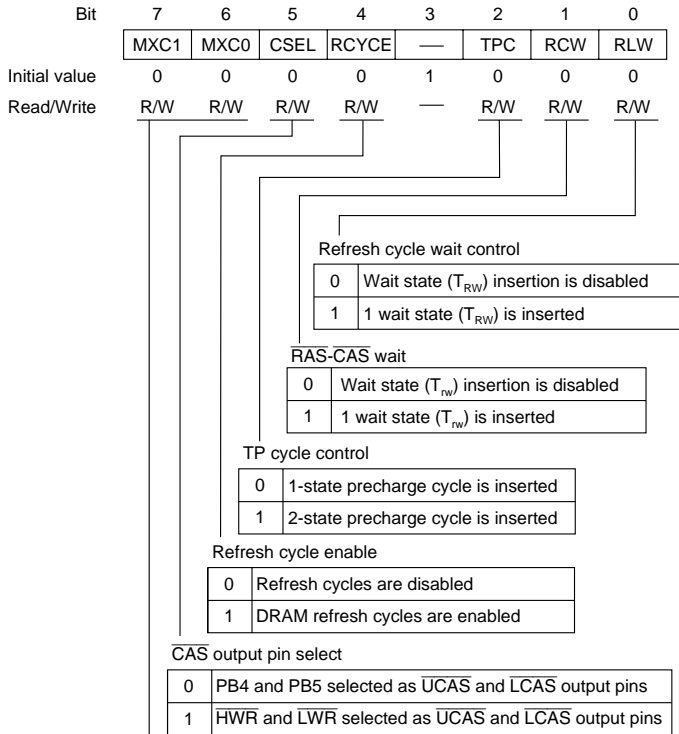 Bit 7 6 5 4 3 2 1 0
MXC1 MXC0 CSEL RCYCE — TPC RCW RLW
Initial value 0 0 0 0 1 0 0 0
Read/Write R/W R/W R/W R/W — R/W R/W R/W
Refresh cycle wait control
0 Wait state (TRW) insertion is disabled
1 1 wait state (TRW) is inserted
RAS-CAS wait
0 Wait state (Trw) insertion is disabled
1 1 wait state (Trw) is inserted
TP cycle control
0 1-state precharge cycle is inserted
1 2-state precharge cycle is inserted
Refresh cycle enable
0 Refresh cycles are disabled
1 DRAM refresh cycles are enabled
CAS output pin select
0 PB4 and PB5 selected as UCAS and LCAS output pins
1 HWR and LWR selected as UCAS and LCAS output pins